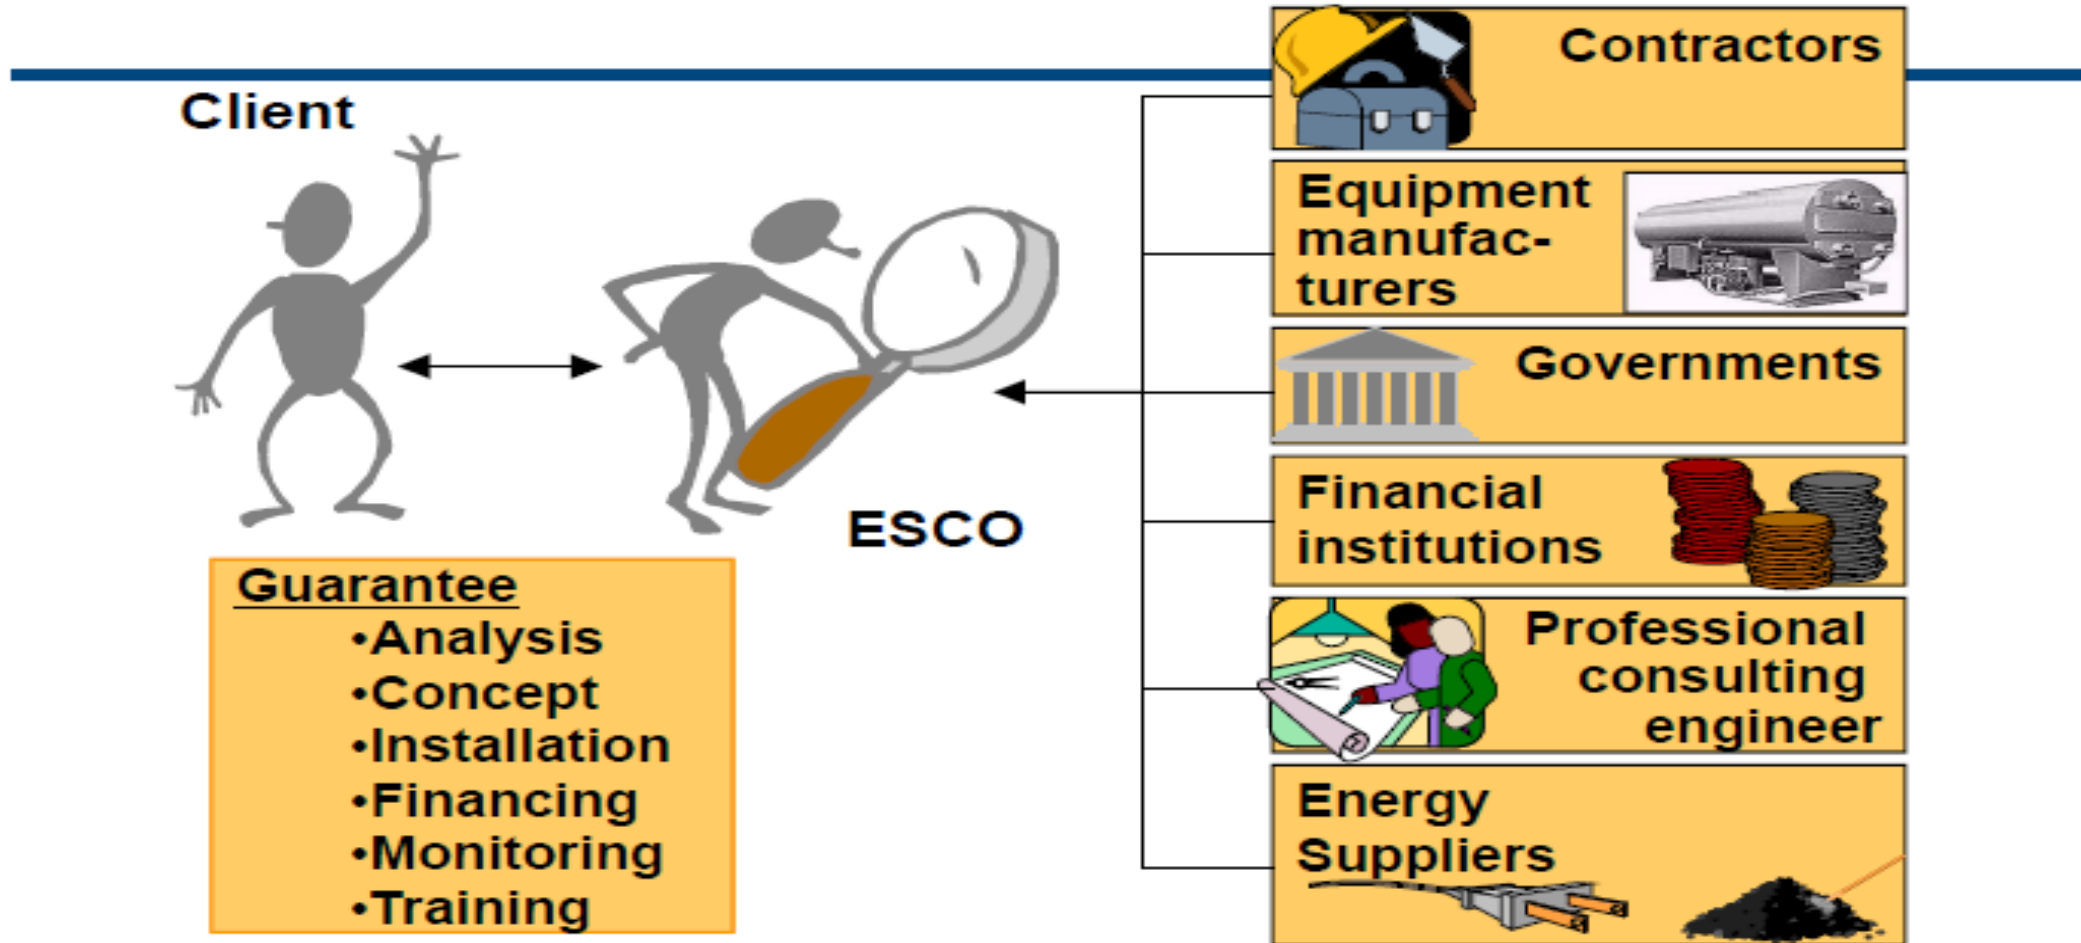 Client
ESCO
Guarantee
•Analysis
•Concept
•Installation
•Financing
•Monitoring
•Training
Contractors
Equipment
manufac-
turers
Governments
Financial
institutions
Professional
consulting
engineer
Energy
Suppliers